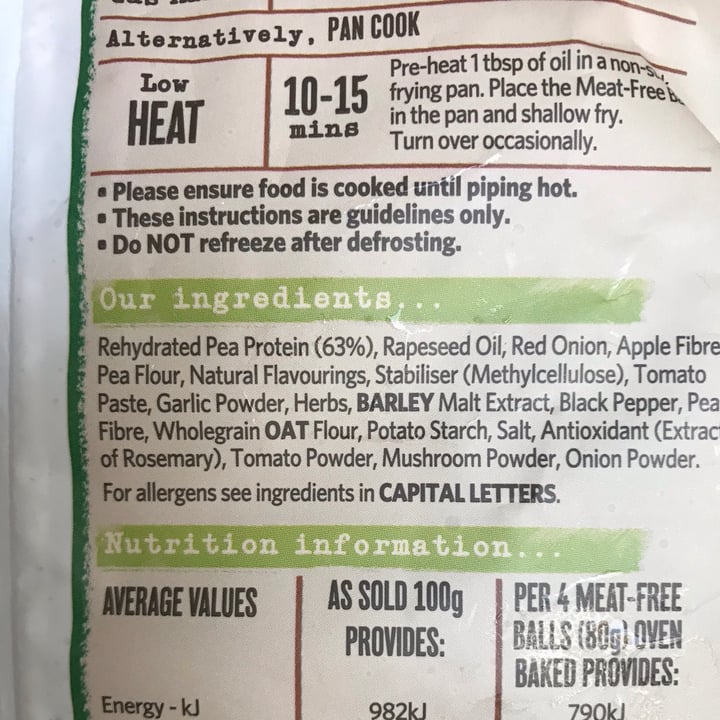 Alternatively, PAN COOK
Low
HEAT
10-15
mins
Pre-heat 1 tbsp of oil in a
frying pan. Place the Meat-Free
in the pan and shallow fry.
Turn over occasionally.
▪ Please ensure food is cooked until piping hot.
▪ These instructions are guidelines only.
▪ Do NOT refreeze after defrosting.
Our ingredients...
Rehydrated Pea Protein (63%), Rapeseed Oil, Red Onion, Apple Fibre
Pea Flour, Natural Flavourings, Stabiliser (Methylcellulose), Tomato
Paste, Garlic Powder, Herbs, BARLEY Malt Extract, Black Pepper, Pea
Fibre, Wholegrain OAT Flour, Potato Starch, Salt, Antioxidant (Extrac
of Rosemary), Tomato Powder, Mushroom Powder, Onion Powder.
For allergens see ingredients in CAPITAL LETTERS.
Nutrition information...
AVERAGE VALUES
AS SOLD 100g
PROVIDES:
PER 4 MEAT-FREE
BALLS (80g) OVEN
BAKED PROVIDES:
Energy - kJ
982kJ
790kJ